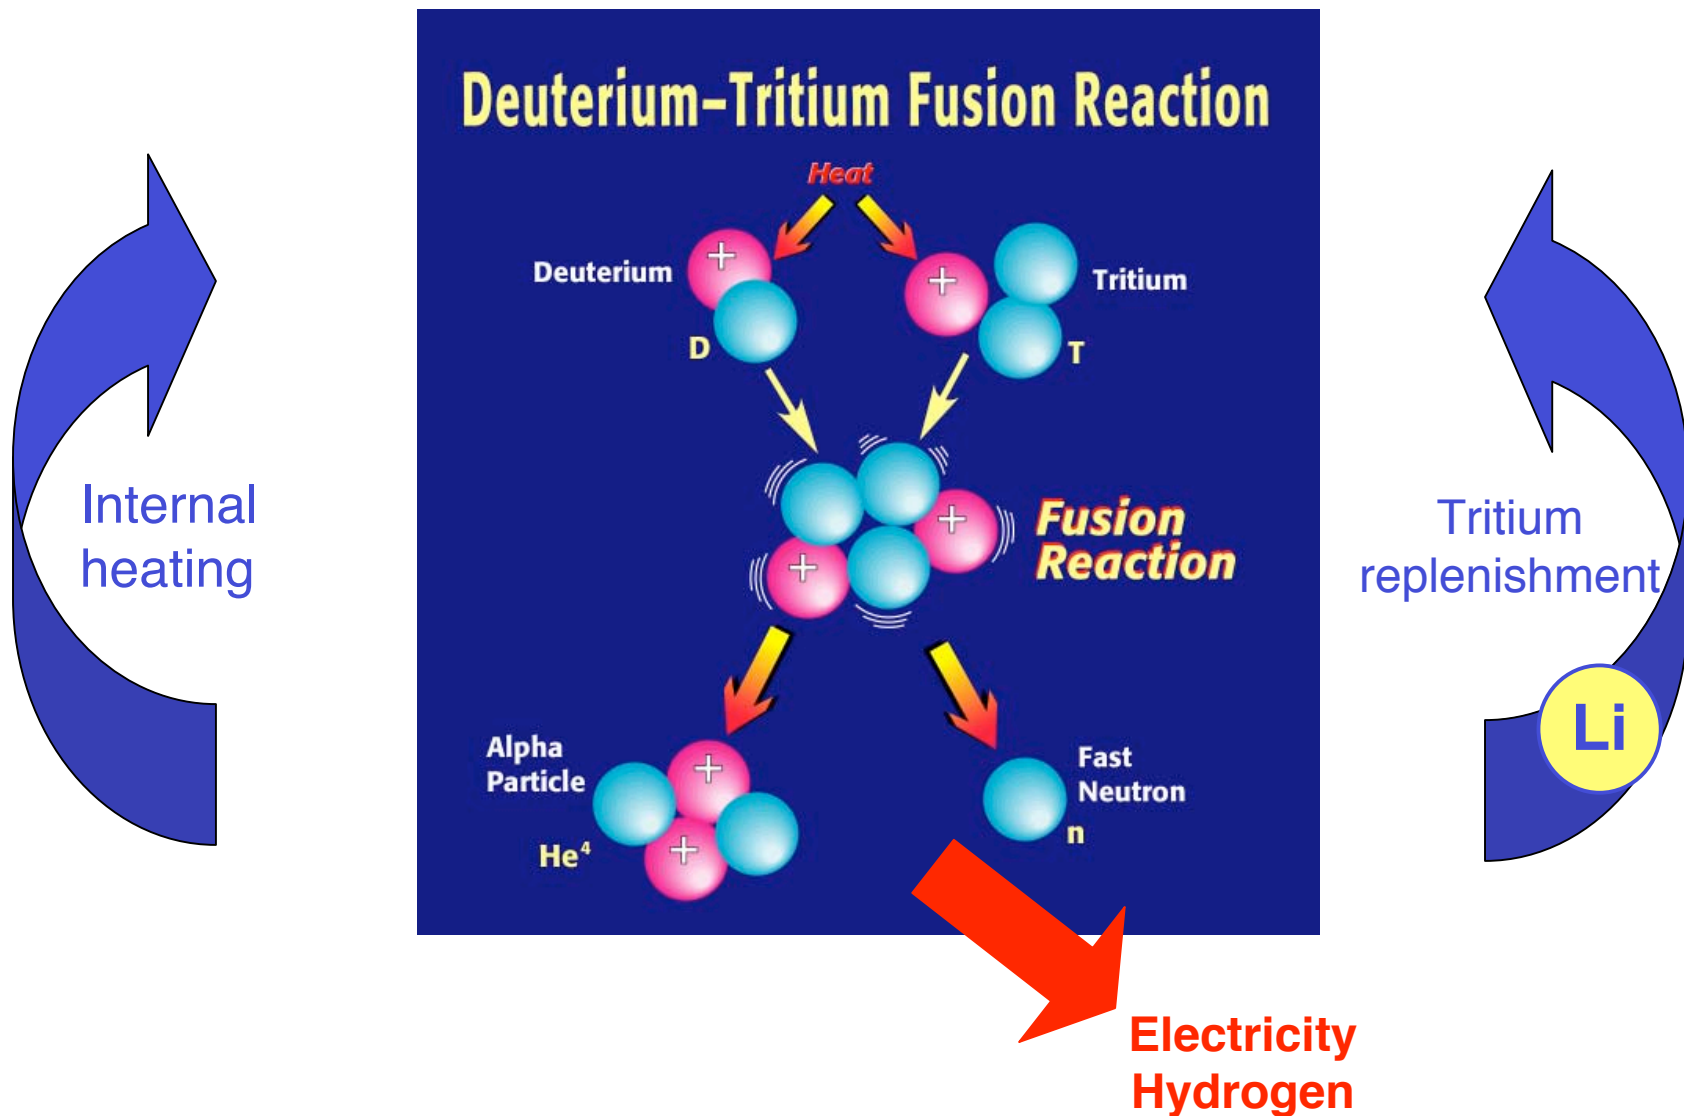 Deuterium–Tritium Fusion Reaction
Heat
+
Deuterium
D
+
Tritium
T
+
+
Fusion
Reaction
Internal
heating
Tritium
replenishment
Li
Alpha
Particle
+
+
He⁴
Fast
Neutron
n
Electricity
Hydrogen